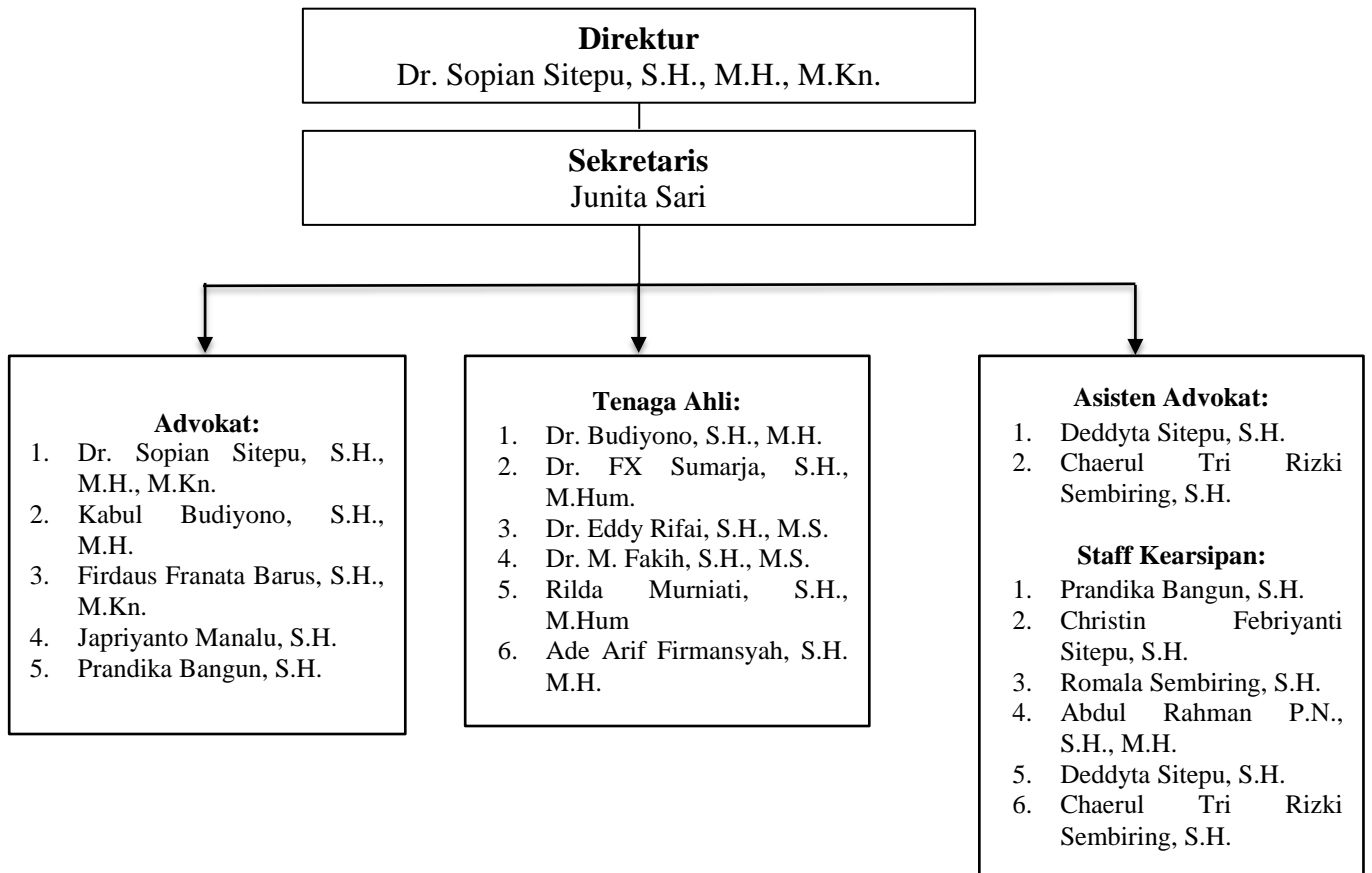 Direktur
Dr. Sopian Sitepu, S.H., M.H., M.Kn.
Sekretaris
Junita Sari
Advokat:
1. Dr. Sopian Sitepu, S.H.,
M.H., M.Kn.
2. Kabul Budiyono, S.H.,
M.H.
3. Firdaus Franata Barus, S.H.,
M.Kn.
4. Japriyanto Manalu, S.H.
5. Prandika Bangun, S.H.
Tenaga Ahli:
1. Dr. Budiyono, S.H., M.H.
2. Dr. FX Sumarja, S.H.,
M.Hum.
3. Dr. Eddy Rifai, S.H., M.S.
4. Dr. M. Fakih, S.H., M.S.
5. Rilda Murniati, S.H.,
M.Hum
6. Ade Arif Firmansyah, S.H.
M.H.
Asisten Advokat:
1. Deddyta Sitepu, S.H.
2. Chaerul Tri Rizki
Sembiring, S.H.
Staff Kearsipan:
1. Prandika Bangun, S.H.
2. Christin Febriyanti
Sitepu, S.H.
3. Romala Sembiring, S.H.
4. Abdul Rahman P.N.,
S.H., M.H.
5. Deddyta Sitepu, S.H.
6. Chaerul Tri Rizki
Sembiring, S.H.